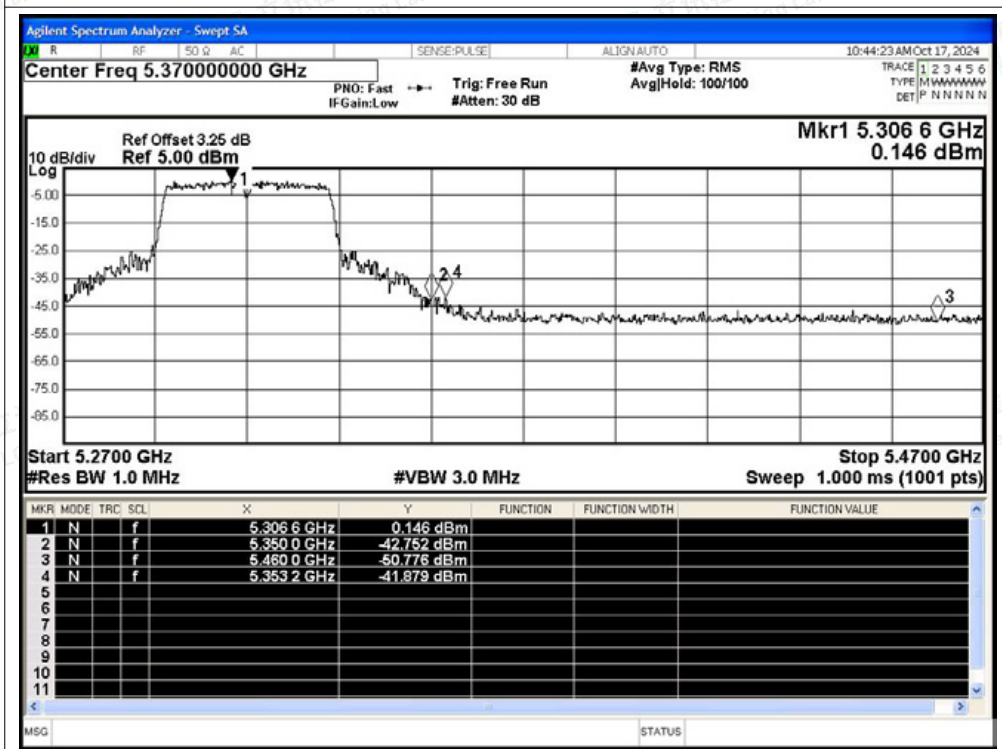 Agilent Spectrum Analyzer - Swept SA
R RF 50 Ω AC SENSE:PULSE ALIGN AUTO 10:44:23 AM Oct 17, 2024
Center Freq 5.370000000 GHz
PNO: Fast
IFGain:Low
Trig: Free Run
#Atten: 30 dB
#Avg Type: RMS
Avg|Hold: 100/100
TRACE 1 2 3 4 5 6
TYPE M WWWWW
DET P N N N N N
Mkr1 5.306 6 GHz
0.146 dBm
Ref Offset 3.25 dB
10 dB/div Ref 5.00 dBm
Log
1
-5.00
-15.0
-25.0
-35.0
2 4
-45.0
3
-55.0
-65.0
-75.0
-85.0
Start 5.2700 GHz Stop 5.4700 GHz
#Res BW 1.0 MHz #VBW 3.0 MHz Sweep 1.000 ms (1001 pts)
MKR MODE TRC SCL X Y FUNCTION FUNCTION WIDTH FUNCTION VALUE
1 N f 5.306 6 GHz 0.146 dBm
2 N f 5.350 0 GHz -42.752 dBm
3 N f 5.460 0 GHz -50.776 dBm
4 N f 5.353 2 GHz -41.879 dBm
5
6
7
8
9
10
11
MSG STATUS